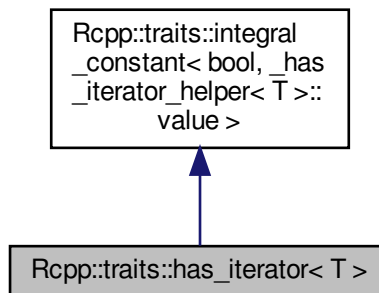 Rcpp::traits::integral
_constant< bool, _has
_iterator_helper< T >::
value >
Rcpp::traits::has_iterator< T >